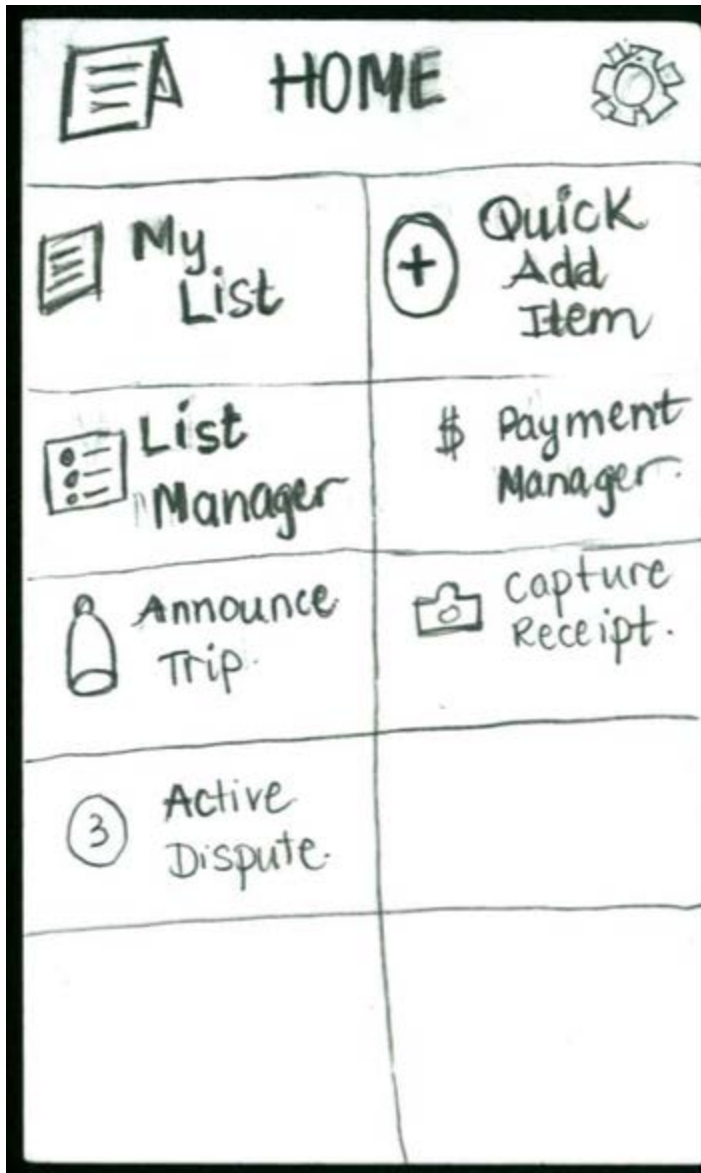 HOME
My
List
+
Quick
Add
Item
List
Manager
$ Payment
Manager.
Announce
Trip.
Capture
Receipt.
3
Active
Dispute.